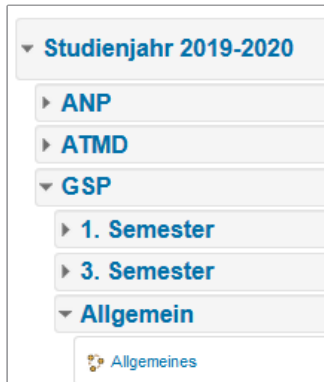 Studienjahr 2019-2020
ANP
ATMD
GSP
1. Semester
3. Semester
Allgemein
Allgemeines